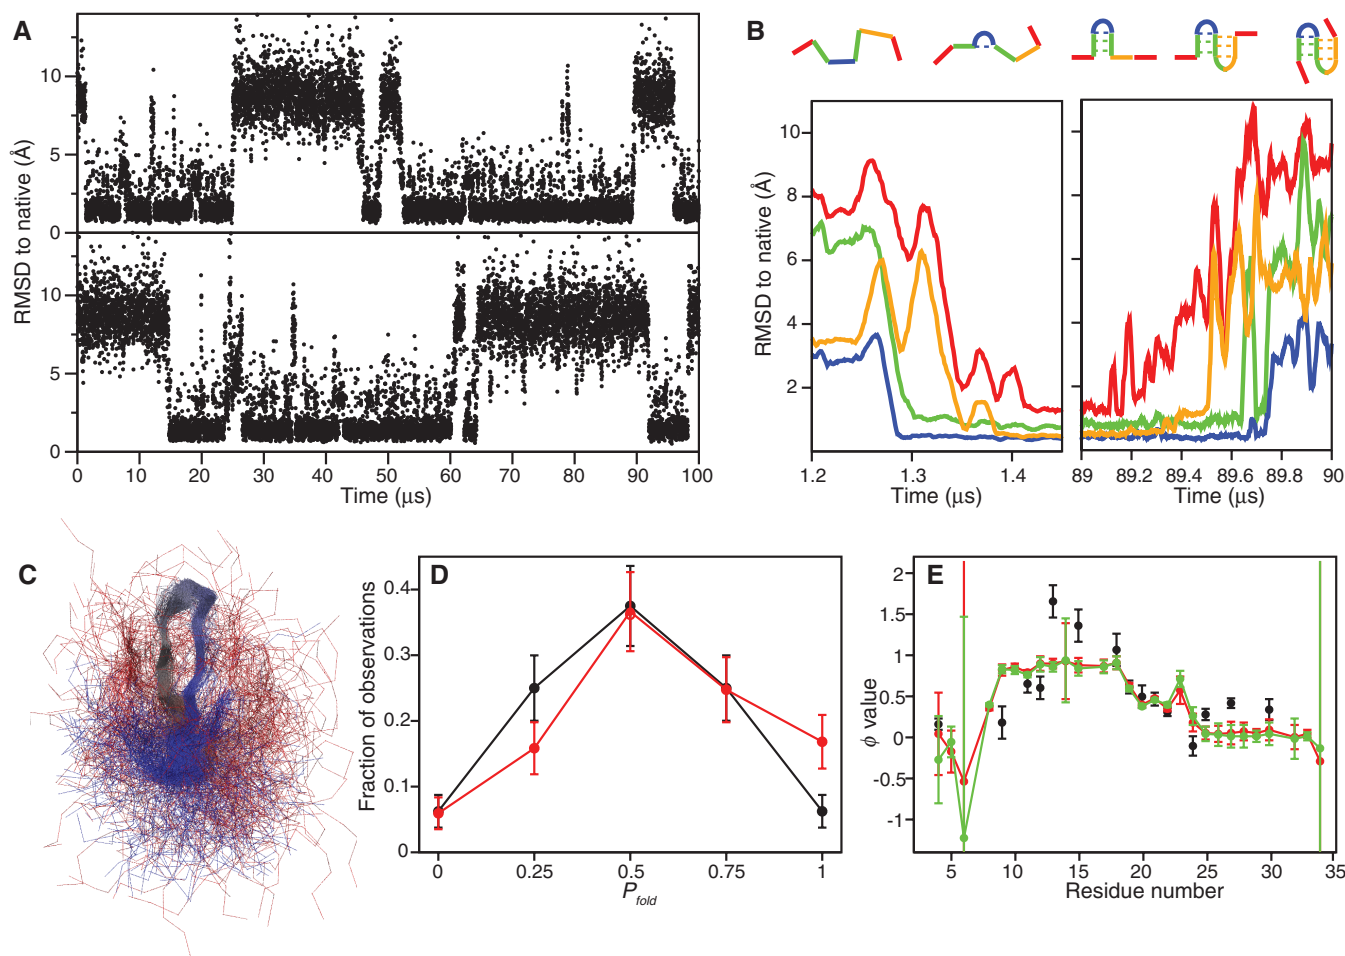 A
RMSD to native (Å)
10
5
0
10
5
0
0 10 20 30 40 50 60 70 80 90 100
Time (μs)
B
RMSD to native (Å)
10
8
6
4
2
1.2 1.3 1.4
Time (μs)
89 89.2 89.4 89.6 89.8 90
Time (μs)
C
D
Fraction of observations
0.4
0.3
0.2
0.1
0
0 0.25 0.5 0.75 1
Pfold
E
ϕ value
2
1.5
1
0.5
0
-0.5
-1
5 10 15 20 25 30 35
Residue number